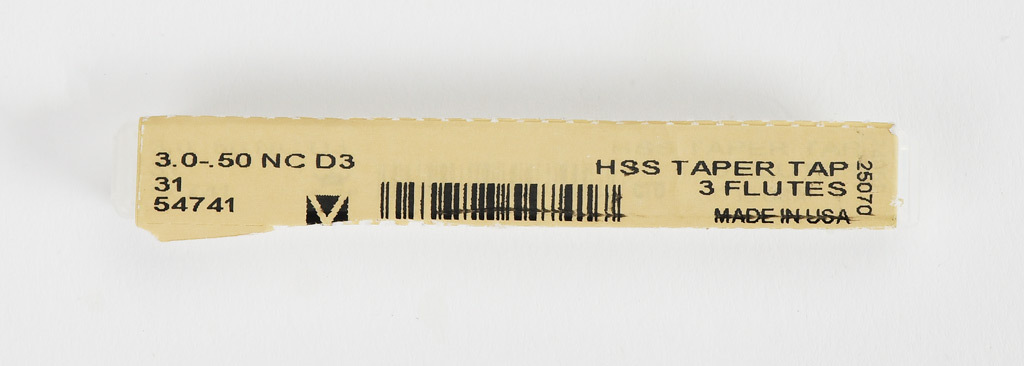 3.0-.50 NC D3
31
54741
HSS TAPER TAP
3 FLUTES
MADE IN USA
25070